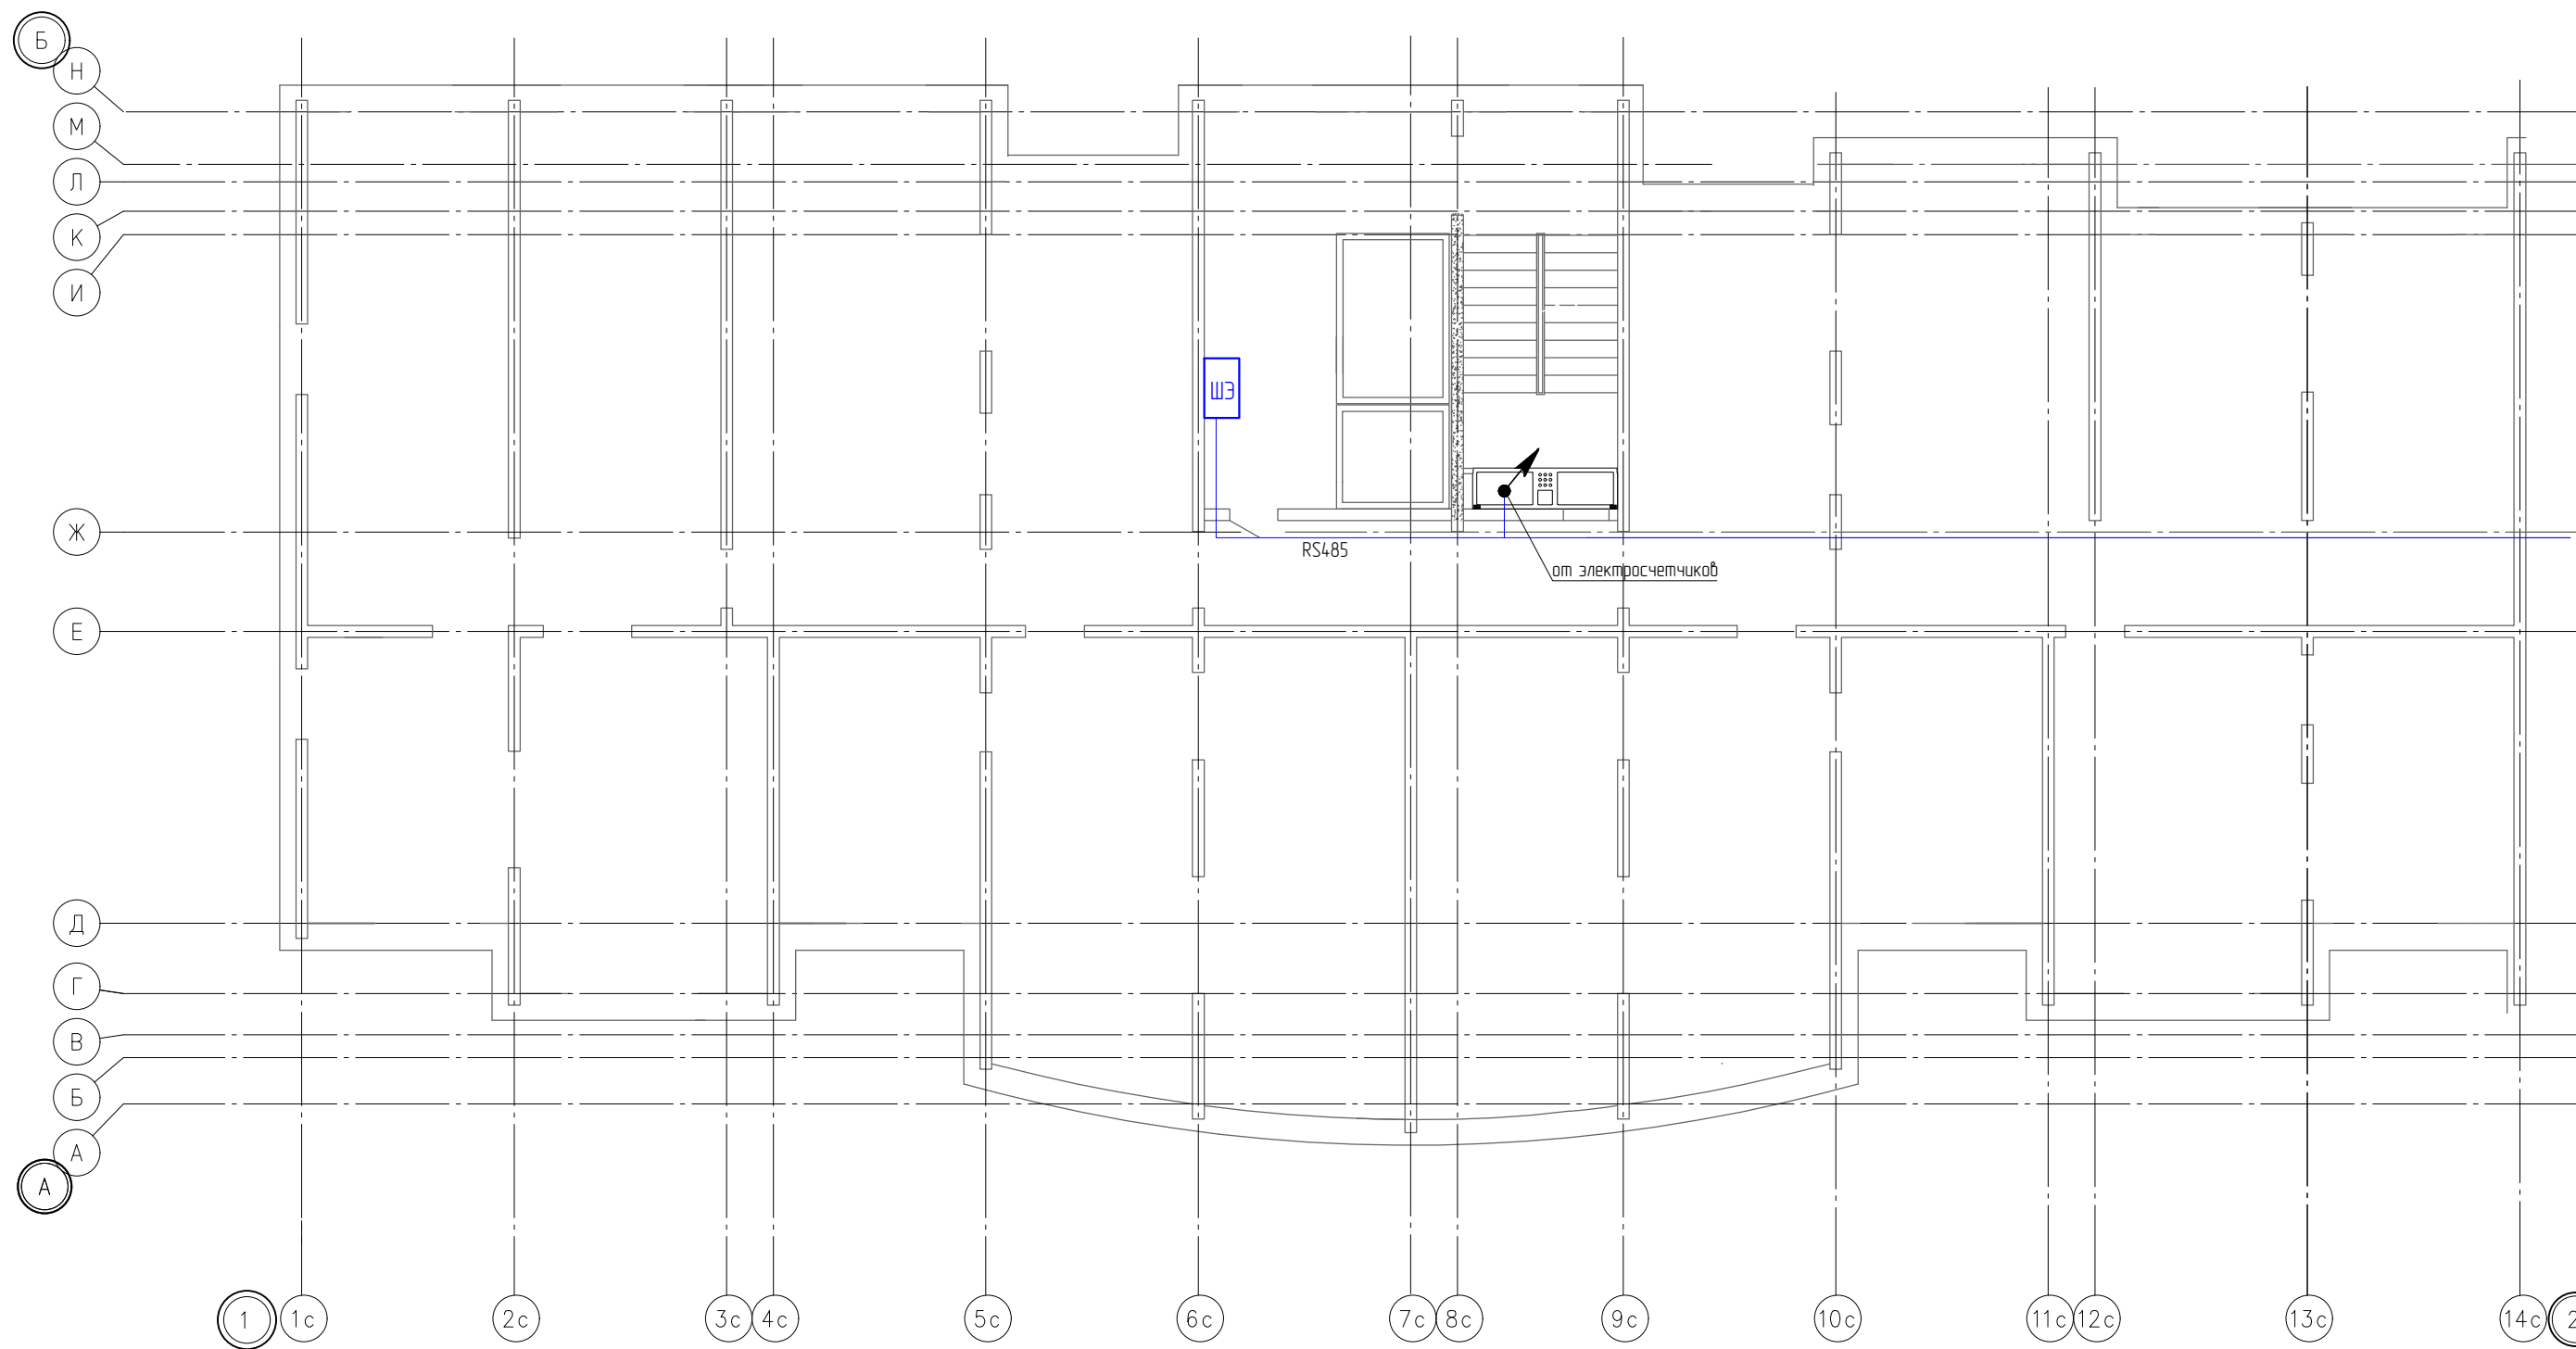 Б
Н
М
Л
К
И
ШЭ
Ж
RS485
от электросчетчиков
Е
Д
Г
В
Б
А
А
1
1с
2с
3с
4с
5с
6с
7с
8с
9с
10с
11с
12с
13с
14с
2